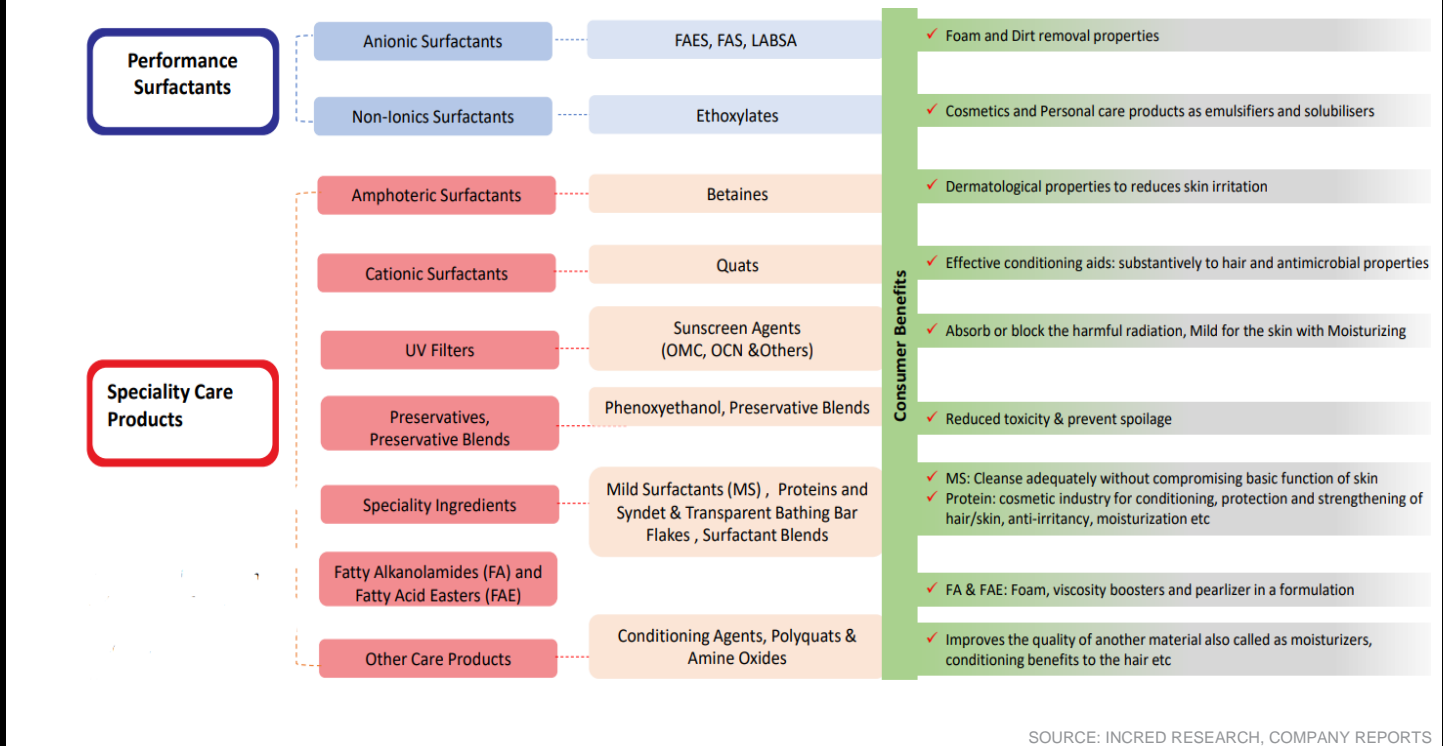 Performance
Surfactants
Anionic Surfactants
FAES, FAS, LABSA
✓ Foam and Dirt removal properties
Non-Ionics Surfactants
Ethoxylates
✓ Cosmetics and Personal care products as emulsifiers and solubilisers
Speciality Care
Products
Amphoteric Surfactants
Betaines
✓ Dermatological properties to reduces skin irritation
Cationic Surfactants
Quats
✓ Effective conditioning aids: substantively to hair and antimicrobial properties
UV Filters
Sunscreen Agents
(OMC, OCN &Others)
✓ Absorb or block the harmful radiation, Mild for the skin with Moisturizing
Preservatives,
Preservative Blends
Phenoxyethanol, Preservative Blends
✓ Reduced toxicity & prevent spoilage
Speciality Ingredients
Mild Surfactants (MS) , Proteins and
Syndet & Transparent Bathing Bar
Flakes , Surfactant Blends
✓ MS: Cleanse adequately without compromising basic function of skin
✓ Protein: cosmetic industry for conditioning, protection and strengthening of
hair/skin, anti-irritancy, moisturization etc
Fatty Alkanolamides (FA) and
Fatty Acid Easters (FAE)
✓ FA & FAE: Foam, viscosity boosters and pearlizer in a formulation
Other Care Products
Conditioning Agents, Polyquats &
Amine Oxides
✓ Improves the quality of another material also called as moisturizers,
conditioning benefits to the hair etc
Consumer Benefits
SOURCE: INCRED RESEARCH, COMPANY REPORTS